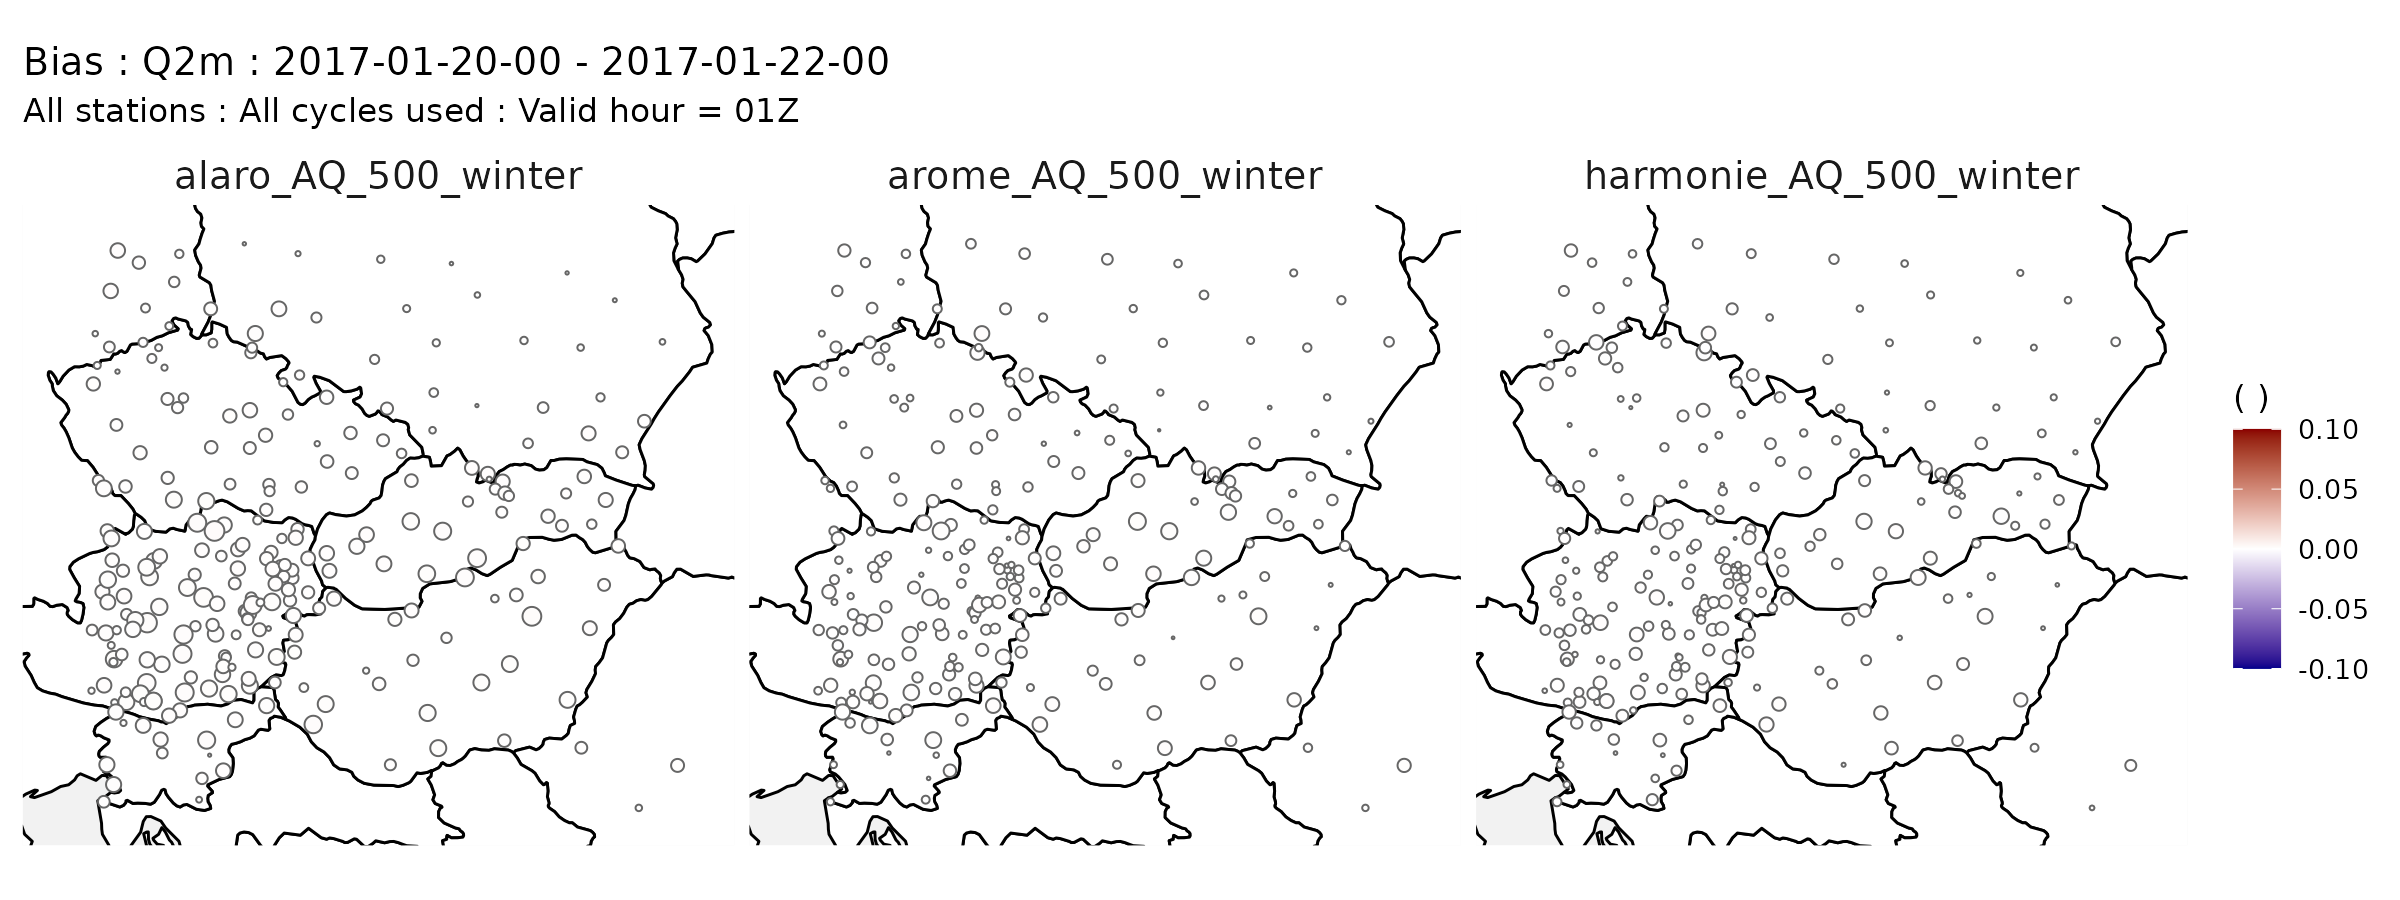 Bias : Q2m : 2017-01-20-00 - 2017-01-22-00
All stations : All cycles used : Valid hour = 01Z
alaro_AQ_500_winter
arome_AQ_500_winter
harmonie_AQ_500_winter
( )
0.10
0.05
0.00
-0.05
-0.10